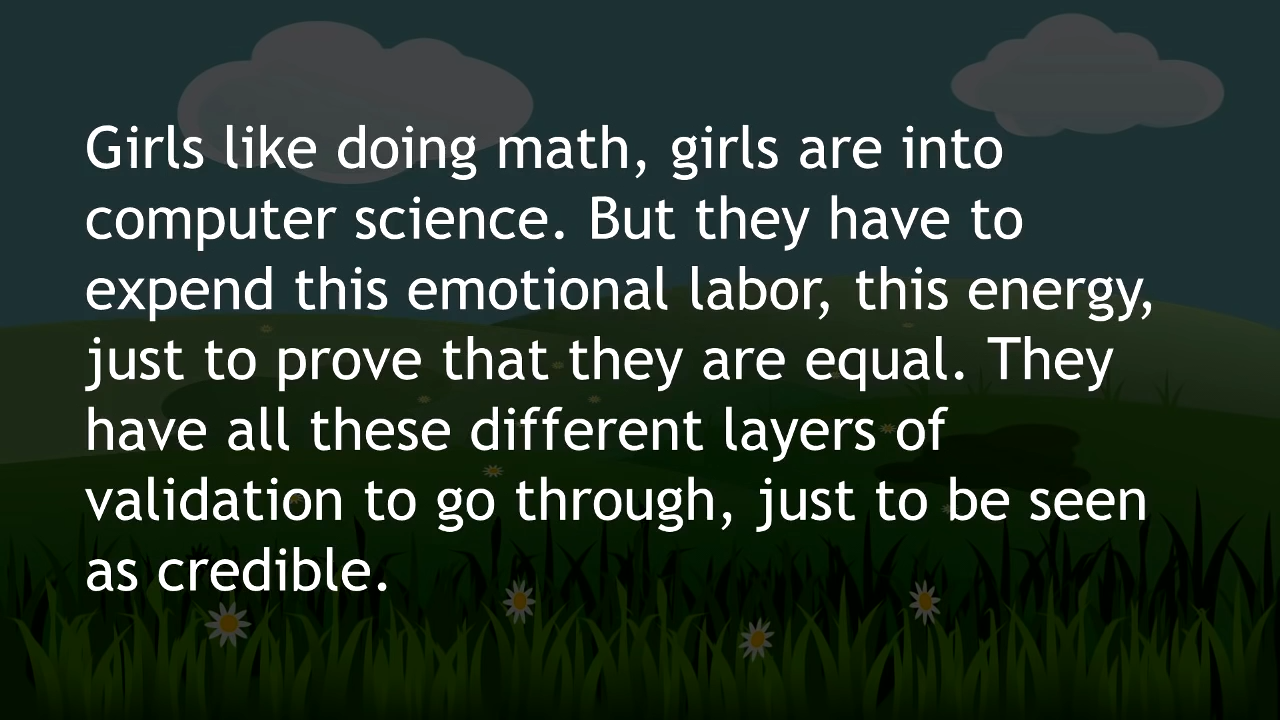 Girls like doing math, girls are into
computer science. But they have to
expend this emotional labor, this energy,
just to prove that they are equal. They
have all these different layers of
validation to go through, just to be seen
as credible.